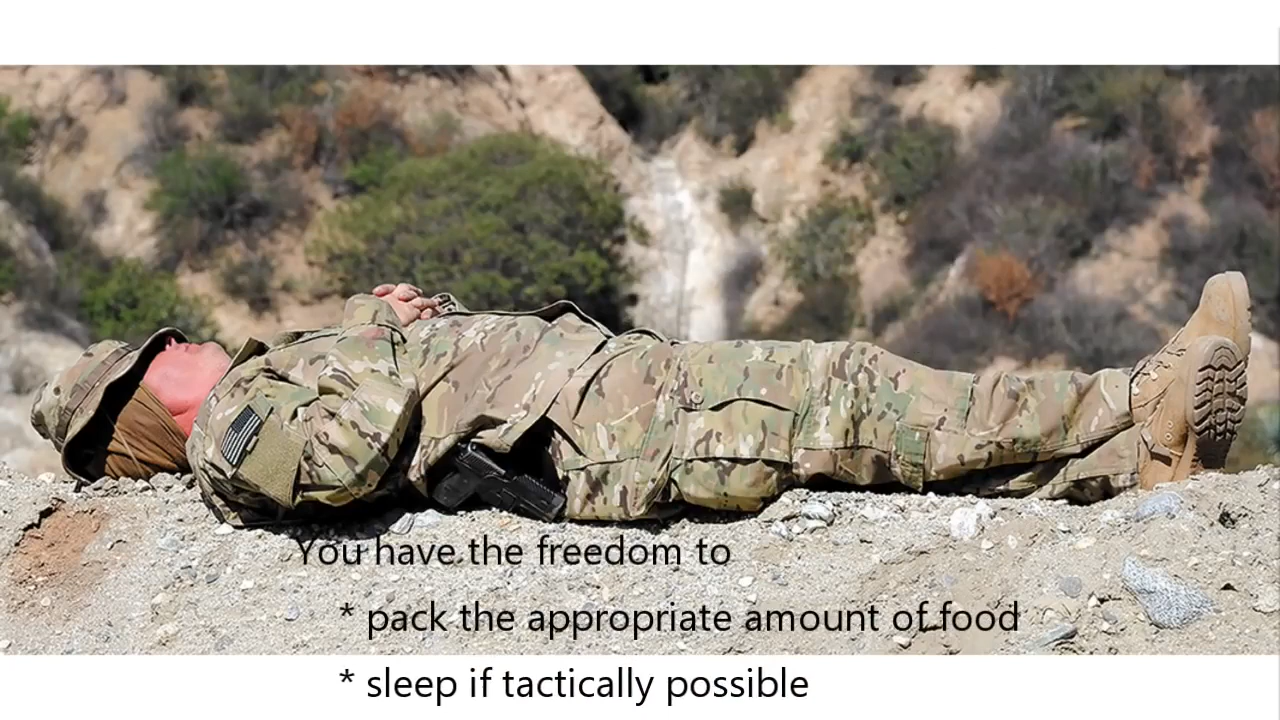 You have the freedom to
* pack the appropriate amount of food
* sleep if tactically possible